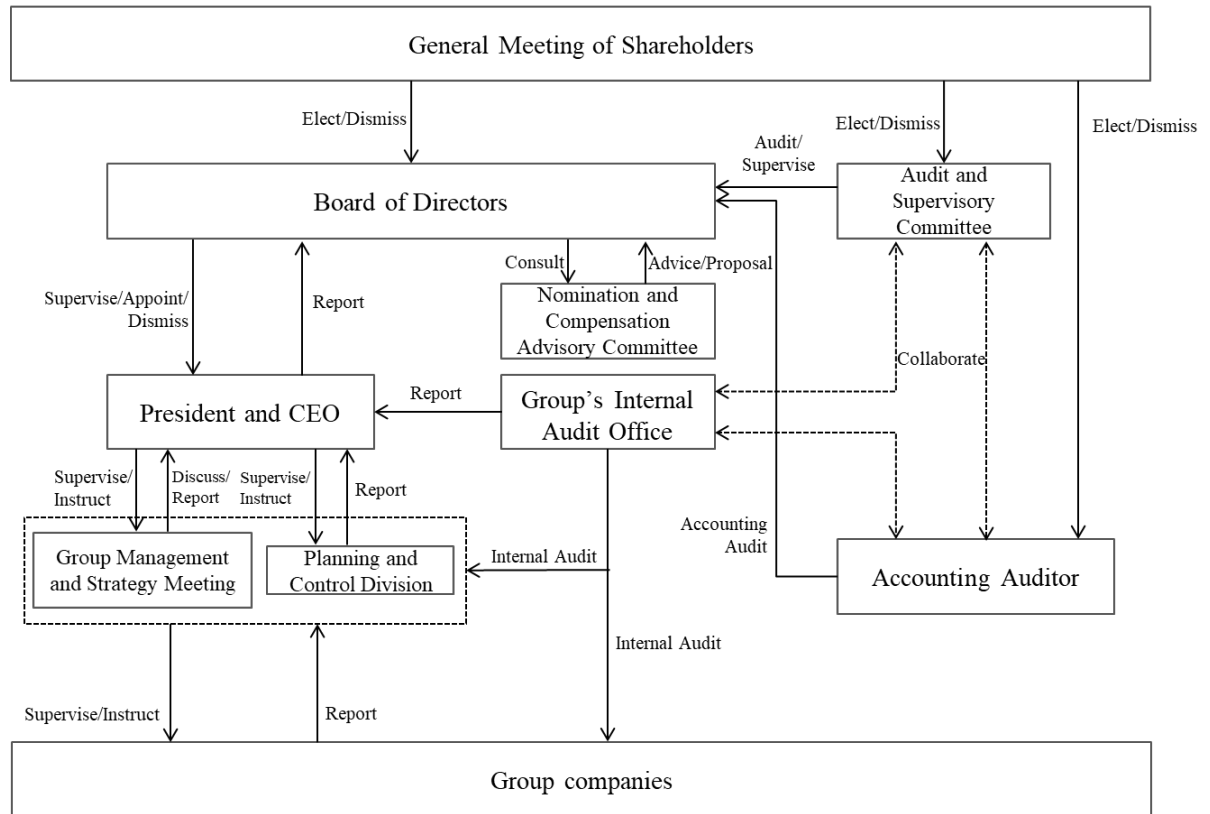 General Meeting of Shareholders
Elect/Dismiss
Elect/Dismiss
Elect/Dismiss
Audit/
Supervise
Board of Directors
Audit and
Supervisory
Committee
Consult
Advice/Proposal
Supervise/Appoint/
Dismiss
Report
Nomination and
Compensation
Advisory Committee
Collaborate
President and CEO
Report
Group's Internal
Audit Office
Supervise/
Instruct
Discuss/
Report
Supervise/
Instruct
Report
Accounting
Audit
Group Management
and Strategy Meeting
Planning and
Control Division
Internal Audit
Accounting Auditor
Internal Audit
Supervise/Instruct
Report
Group companies